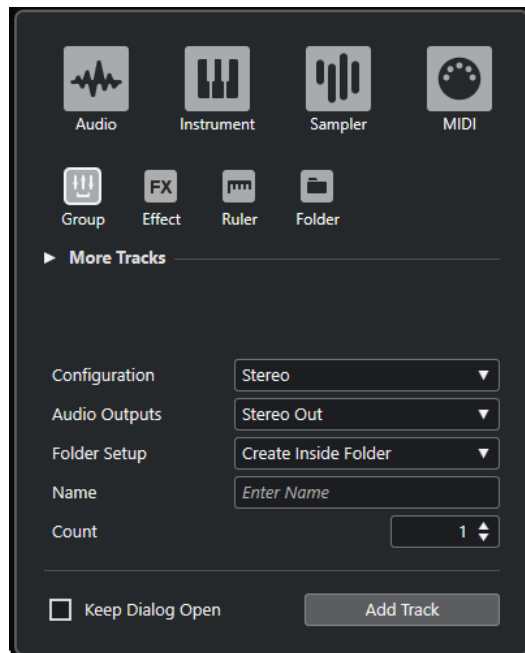 Audio Instrument Sampler MIDI
FX
Group Effect Ruler Folder
More Tracks
Configuration Stereo
Audio Outputs Stereo Out
Folder Setup Create Inside Folder
Name Enter Name
Count 1
Keep Dialog Open Add Track